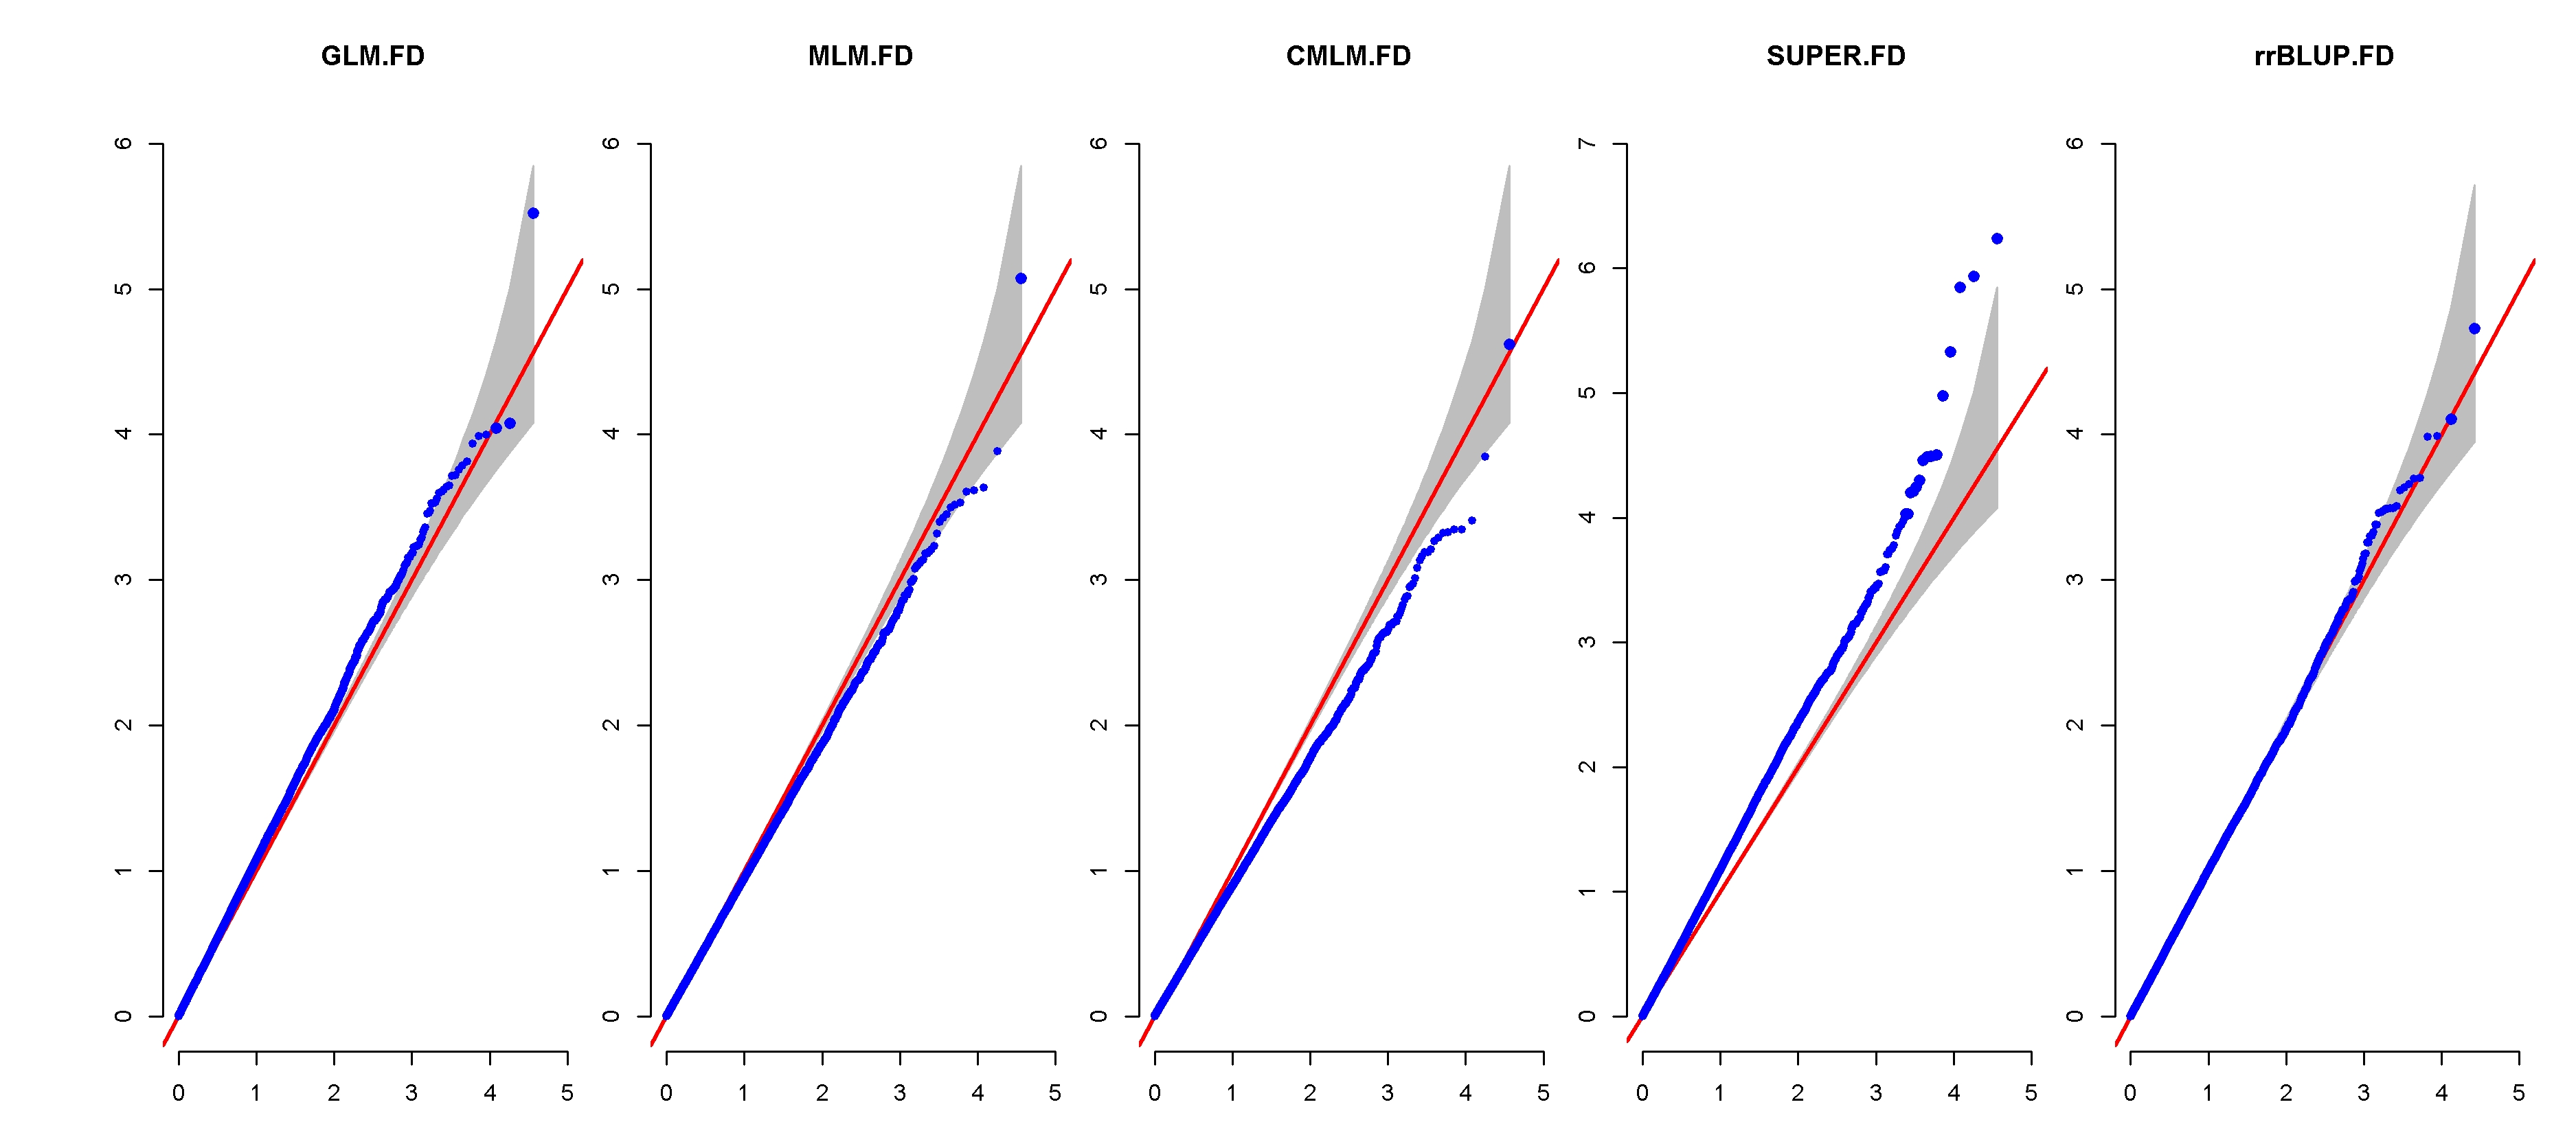 GLM.FD MLM.FD CMLM.FD SUPER.FD rrBLUP.FD
6 6 6 7 6
5 5 5 6 5
4 4 4 5 4
3 3 3 4 3
2 2 2 3 2
1 1 1 2 1
0 0 0 1 0
0
0 1 2 3 4 5 0 1 2 3 4 5 0 1 2 3 4 5 0 1 2 3 4 5 0 1 2 3 4 5